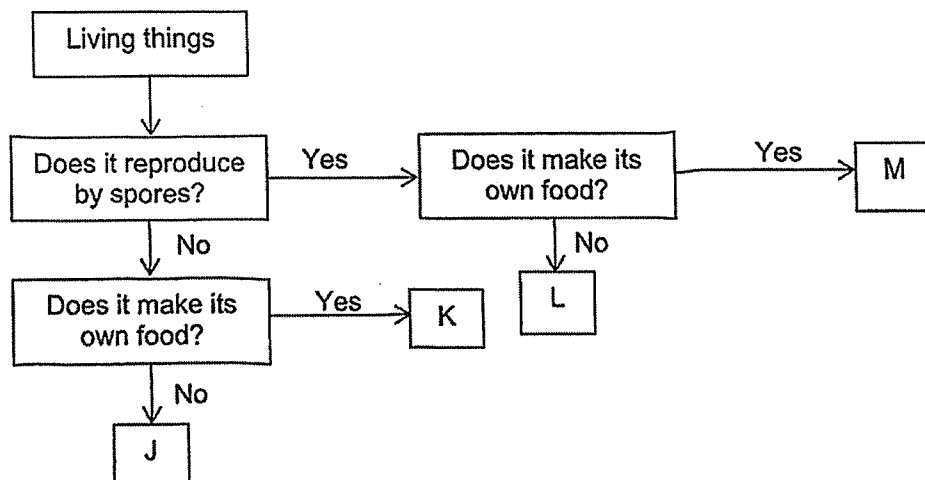 Living things
Does it reproduce
by spores?
Yes
Does it make its
own food?
Yes
M
No
No
L
Does it make its
own food?
Yes
K
No
J